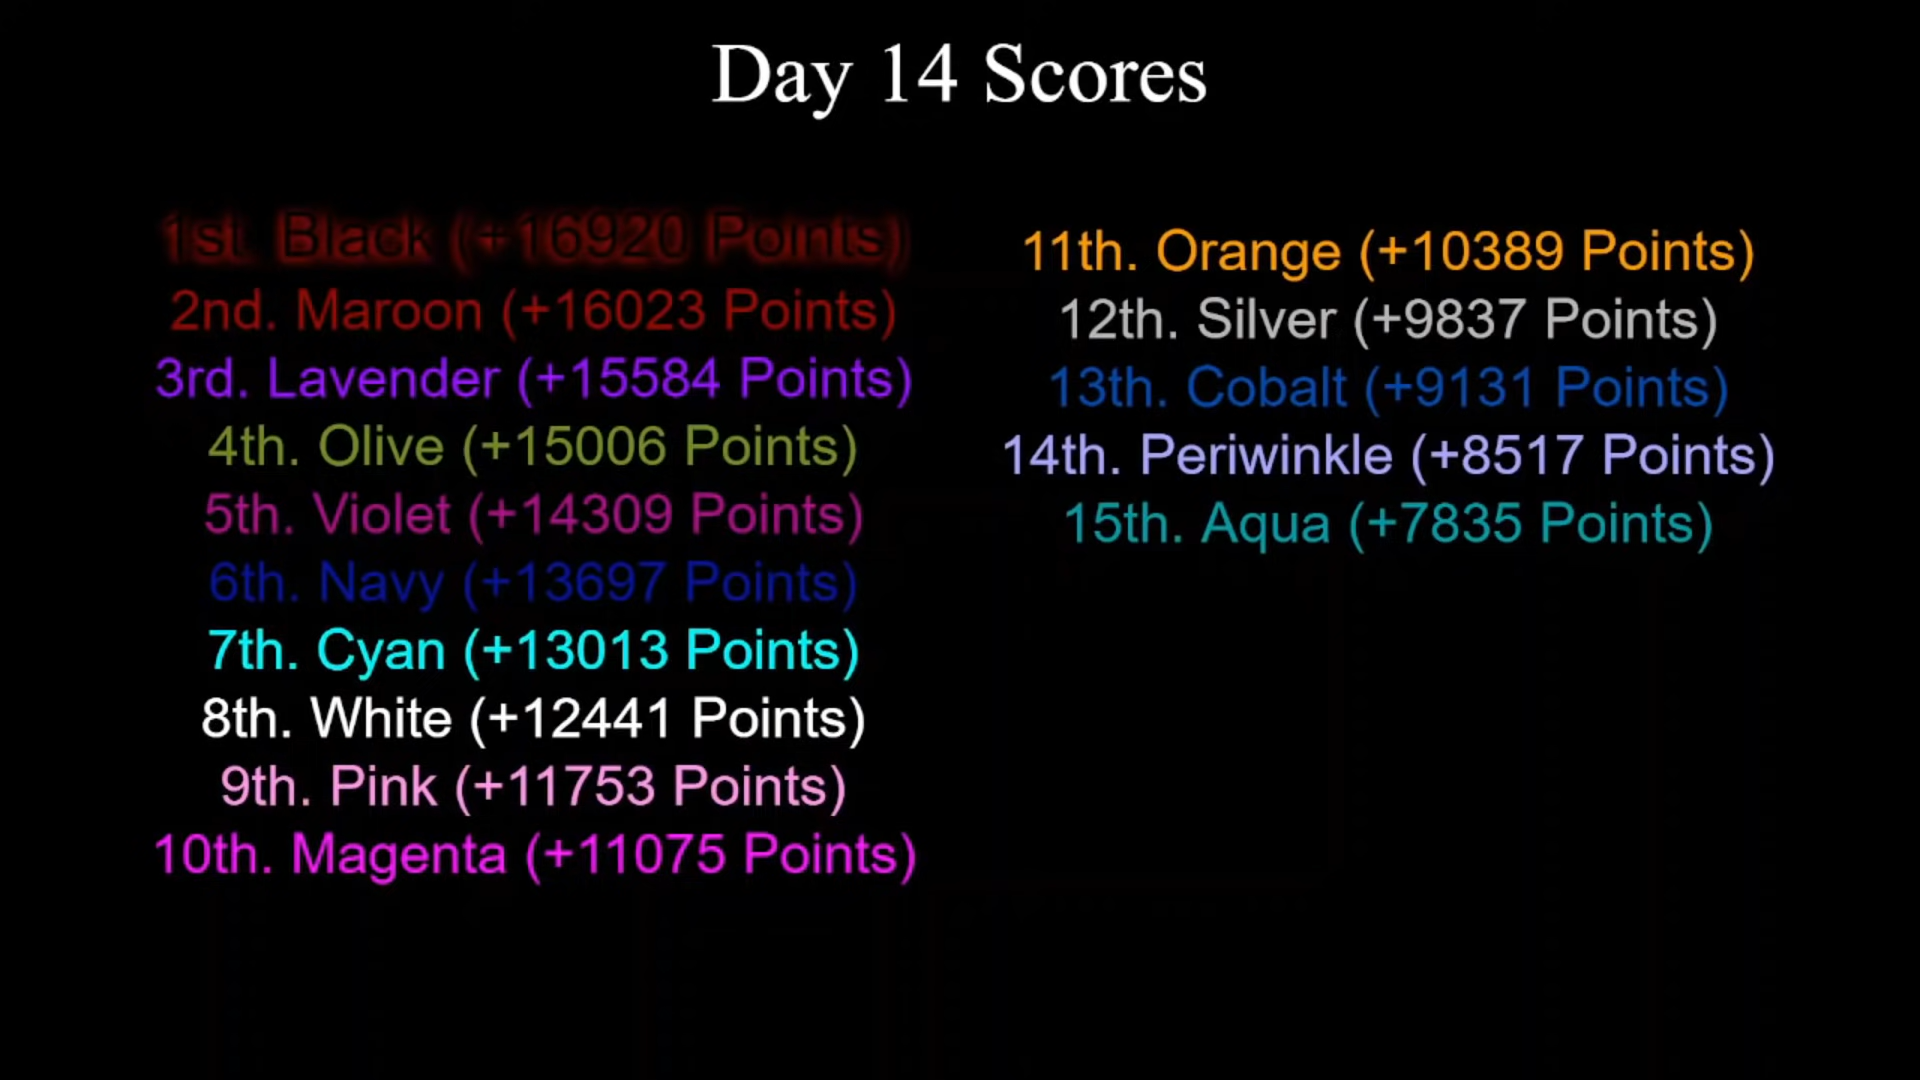 Day 14 Scores
1st. Black (+16920 Points)
2nd. Maroon (+16023 Points)
3rd. Lavender (+15584 Points)
4th. Olive (+15006 Points)
5th. Violet (+14309 Points)
6th. Navy (+13697 Points)
7th. Cyan (+13013 Points)
8th. White (+12441 Points)
9th. Pink (+11753 Points)
10th. Magenta (+11075 Points)
11th. Orange (+10389 Points)
12th. Silver (+9837 Points)
13th. Cobalt (+9131 Points)
14th. Periwinkle (+8517 Points)
15th. Aqua (+7835 Points)